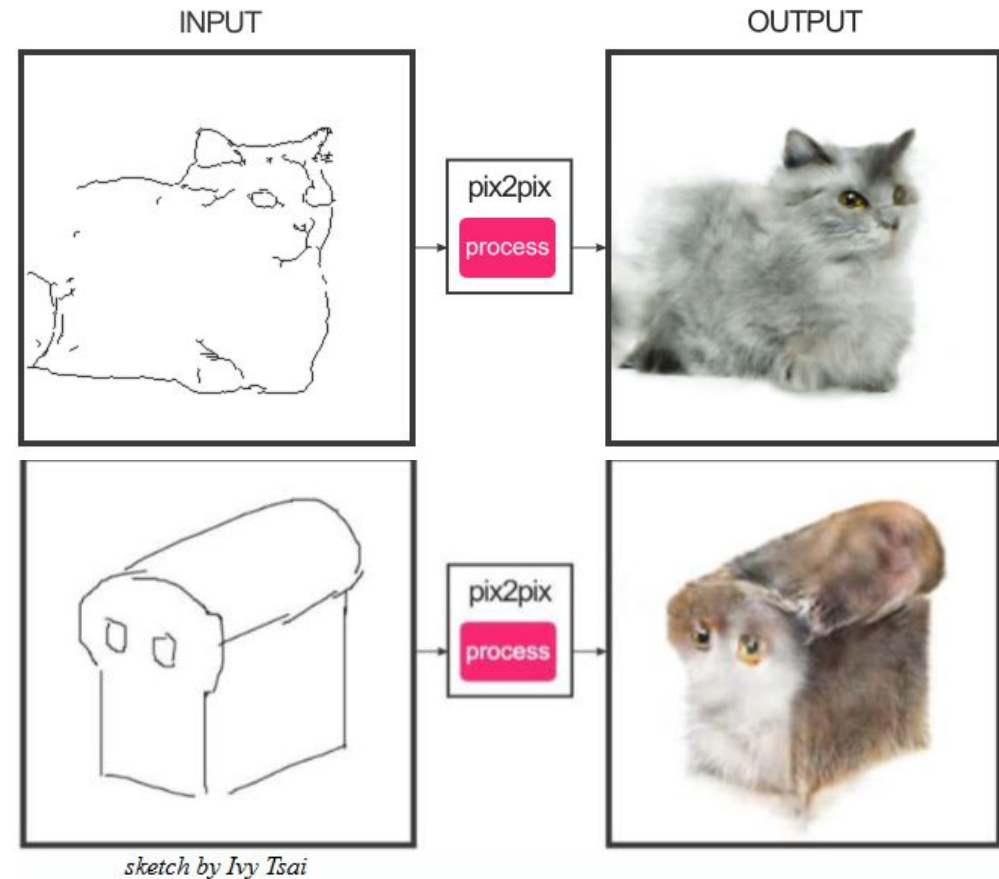 INPUT
OUTPUT
pix2pix
process
pix2pix
process
sketch by Ivy Tsai